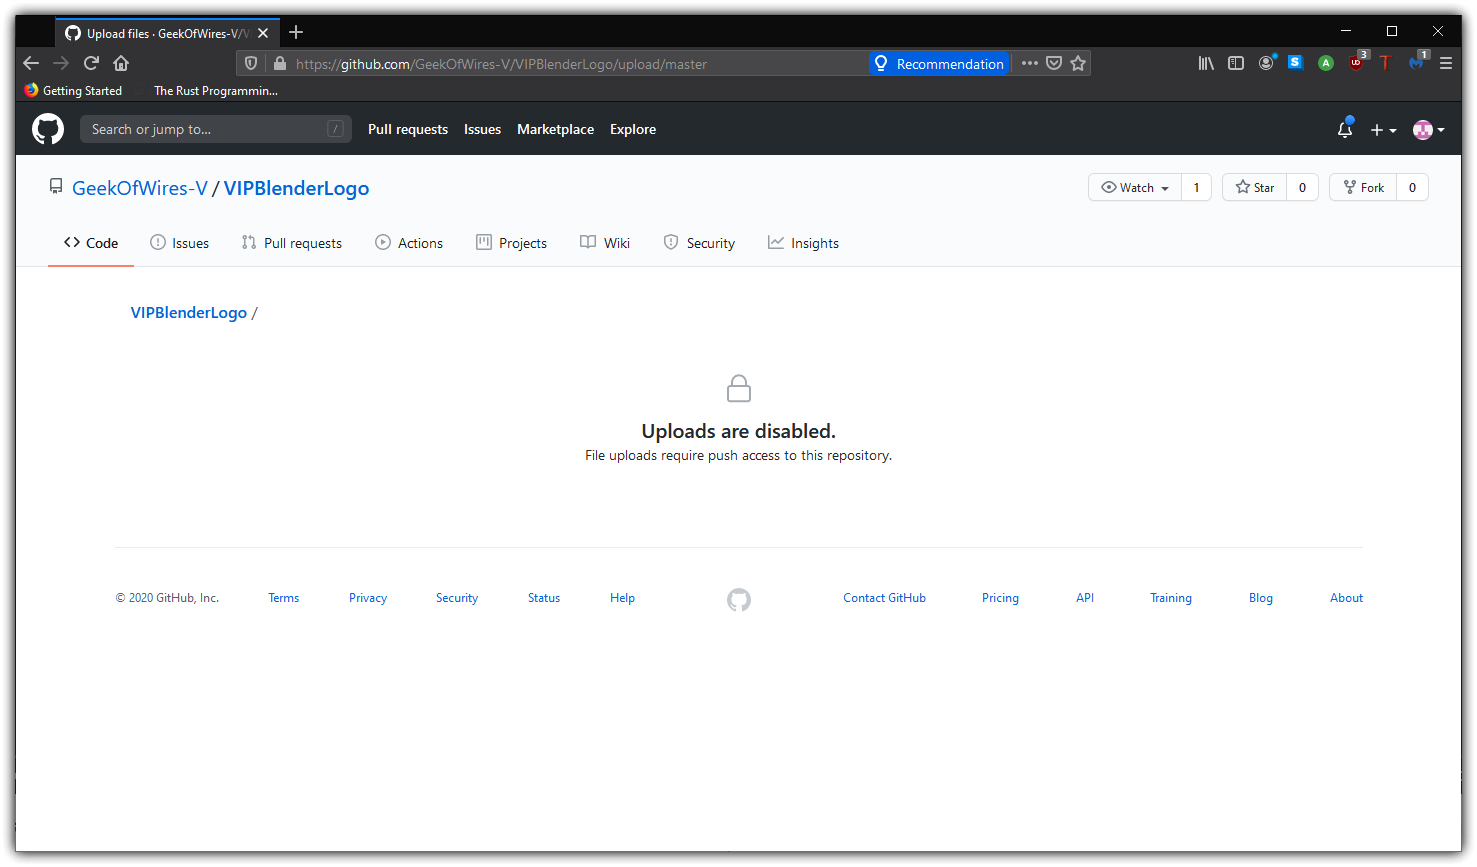 Upload files · GeekOfWires-V/V
https://github.com/GeekOfWires-V/VIPBlenderLogo/upload/master
Recommendation
S
A
UD
3
T
1
Getting Started
The Rust Programmin...
Search or jump to...
/
Pull requests
Issues
Marketplace
Explore
GeekOfWires-V / VIPBlenderLogo
Watch
1
Star
0
Fork
0
Code
Issues
Pull requests
Actions
Projects
Wiki
Security
Insights
VIPBlenderLogo /
Uploads are disabled.
File uploads require push access to this repository.
© 2020 GitHub, Inc.
Terms
Privacy
Security
Status
Help
Contact GitHub
Pricing
API
Training
Blog
About